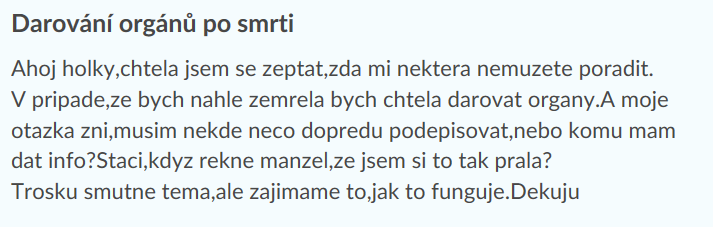 Darování orgánů po smrti
Ahoj holky,chtela jsem se zeptat,zda mi nektera nemuzete poradit.
V pripade,ze bych nahle zemrela bych chtela darovat organy.A moje
otazka zni,musim nekde neco dopredu podepisovat,nebo komu mam
dat info?Staci,kdyz rekne manzel,ze jsem si to tak prala?
Trosku smutne tema,ale zajimame to,jak to funguje.Dekuju